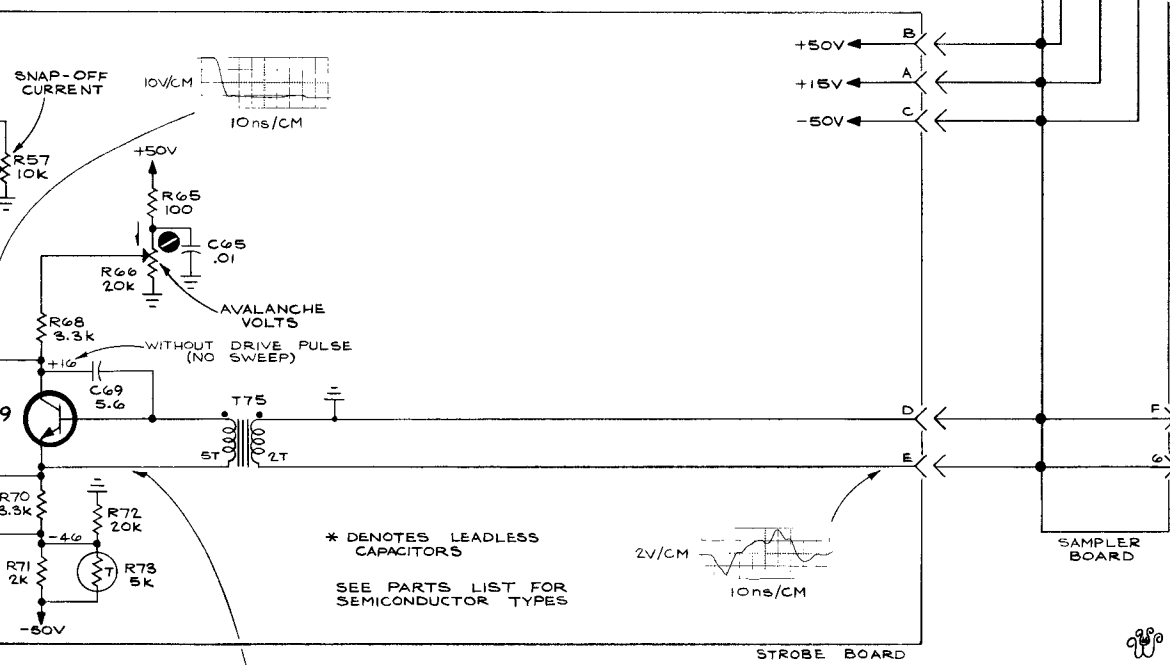 SNAP-OFF
CURRENT
R57
10K
10V/CM
10ns/CM
+50V
B
+15V
A
-50V
C
+50V
R65
100
C65
.01
R66
20K
AVALANCHE
VOLTS
R68
3.3K
+16
WITHOUT DRIVE PULSE
(NO SWEEP)
C69
5.6
9
T75
5T
2T
D
F
E
G
R70
3.3K
R72
20K
-46
R71
2K
T
R73
5K
-50V
* DENOTES LEADLESS
CAPACITORS
SEE PARTS LIST FOR
SEMICONDUCTOR TYPES
2V/CM
10ns/CM
SAMPLER
BOARD
STROBE BOARD